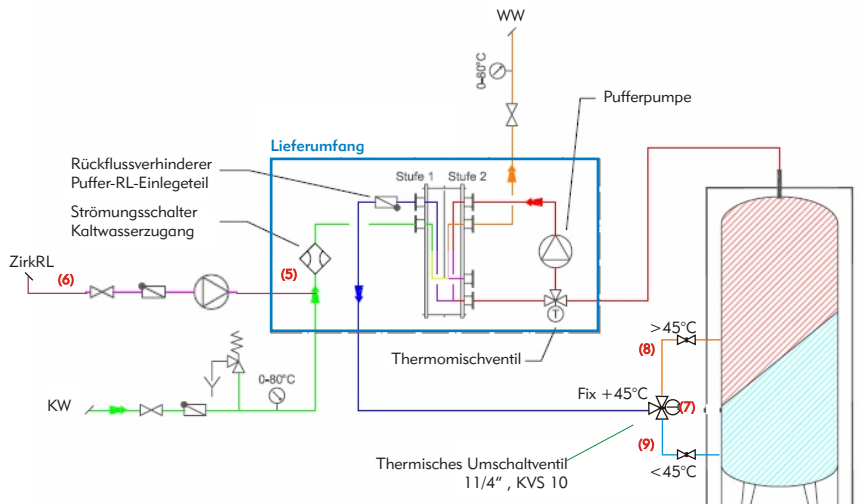 WW
0-80°C
Pufferpumpe
Lieferumfang
Rückflussverhinderer
Puffer-RL-Einlegeteil
Stufe 1
Stufe 2
Strömungsschalter
Kaltwasserzugang
ZirkRL
(6)
(5)
T
>45°C
(8)
Thermomischventil
0-80°C
KW
Fix +45°C
(7)
(9)
<45°C
Thermisches Umschaltventil
11/4“ , KVS 10